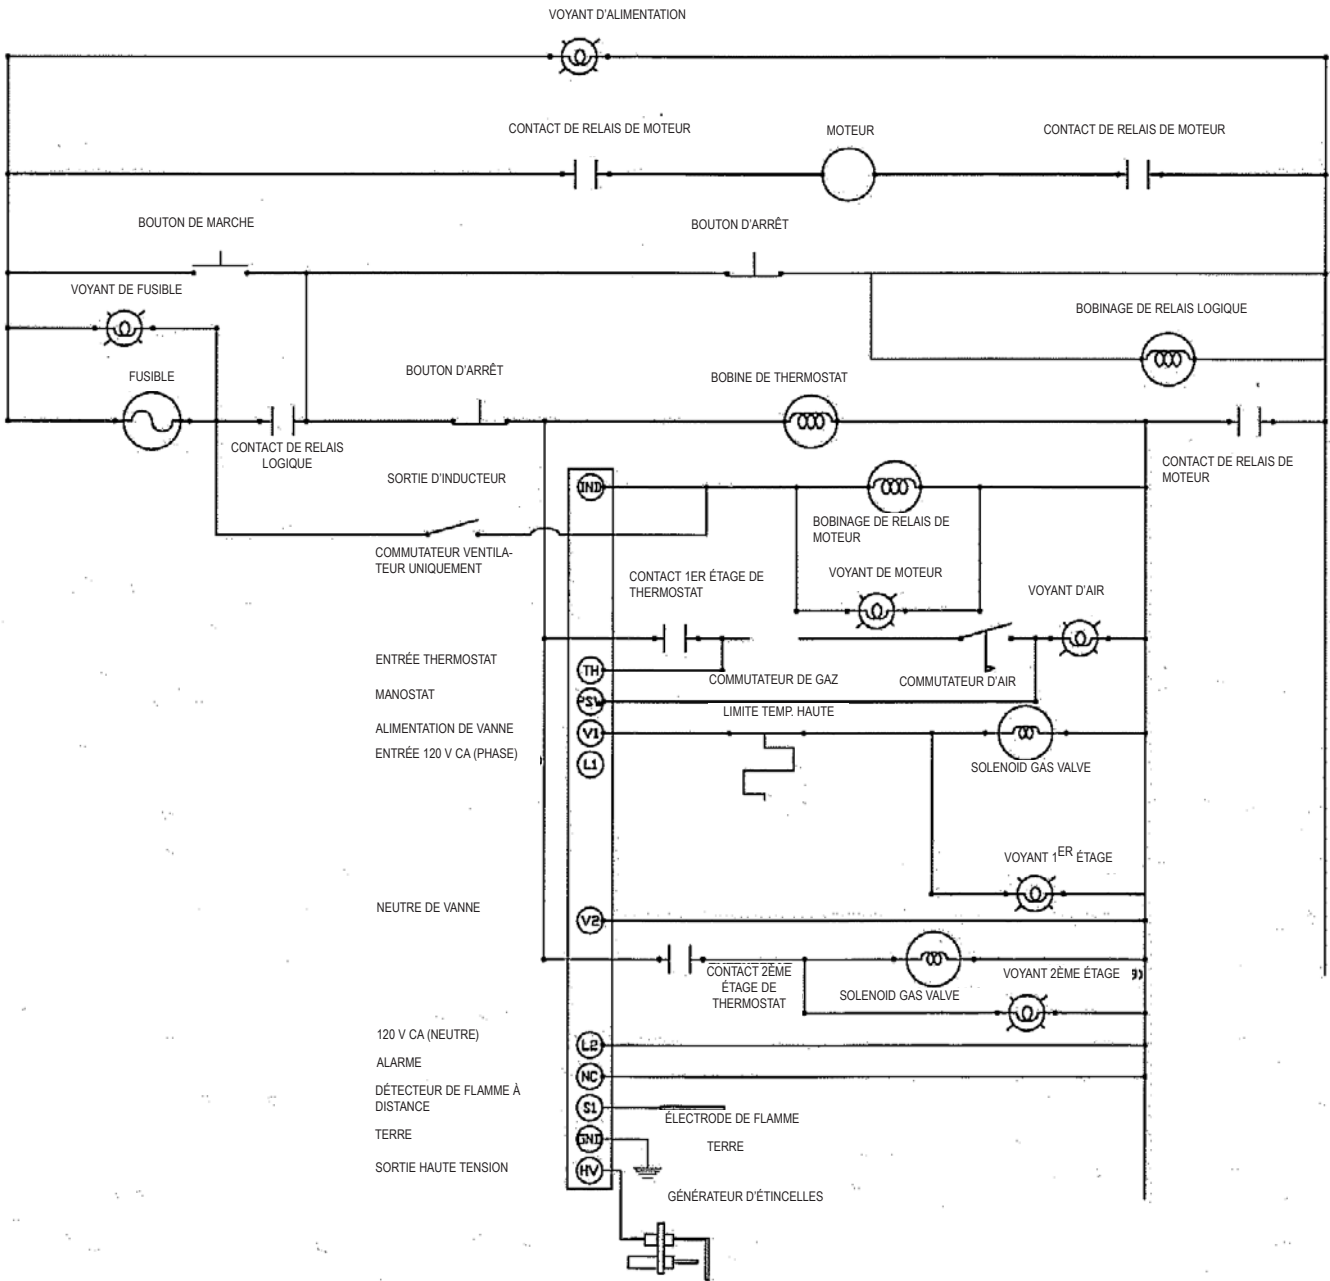 VOYANT D'ALIMENTATION
CONTACT DE RELAIS DE MOTEUR
MOTEUR
CONTACT DE RELAIS DE MOTEUR
BOUTON DE MARCHE
BOUTON D'ARRÊT
VOYANT DE FUSIBLE
BOBINAGE DE RELAIS LOGIQUE
FUSIBLE
BOUTON D'ARRÊT
BOBINE DE THERMOSTAT
CONTACT DE RELAIS
LOGIQUE
CONTACT DE RELAIS DE
MOTEUR
SORTIE D'INDUCTEUR
IND
BOBINAGE DE RELAIS DE
MOTEUR
COMMUTATEUR VENTILA-
TEUR UNIQUEMENT
CONTACT 1ER ÉTAGE DE
THERMOSTAT
VOYANT DE MOTEUR
VOYANT D'AIR
ENTRÉE THERMOSTAT
TH
COMMUTATEUR DE GAZ
COMMUTATEUR D'AIR
MANOSTAT
PSW
LIMITE TEMP. HAUTE
ALIMENTATION DE VANNE
V1
ENTRÉE 120 V CA (PHASE)
L1
SOLENOID GAS VALVE
VOYANT 1ER ÉTAGE
NEUTRE DE VANNE
V2
CONTACT 2ÈME
ÉTAGE DE
THERMOSTAT
SOLENOID GAS VALVE
VOYANT 2ÈME ÉTAGE
120 V CA (NEUTRE)
L2
ALARME
NC
DÉTECTEUR DE FLAMME À
DISTANCE
S1
ÉLECTRODE DE FLAMME
TERRE
GND
TERRE
SORTIE HAUTE TENSION
HV
GÉNÉRATEUR D'ÉTINCELLES